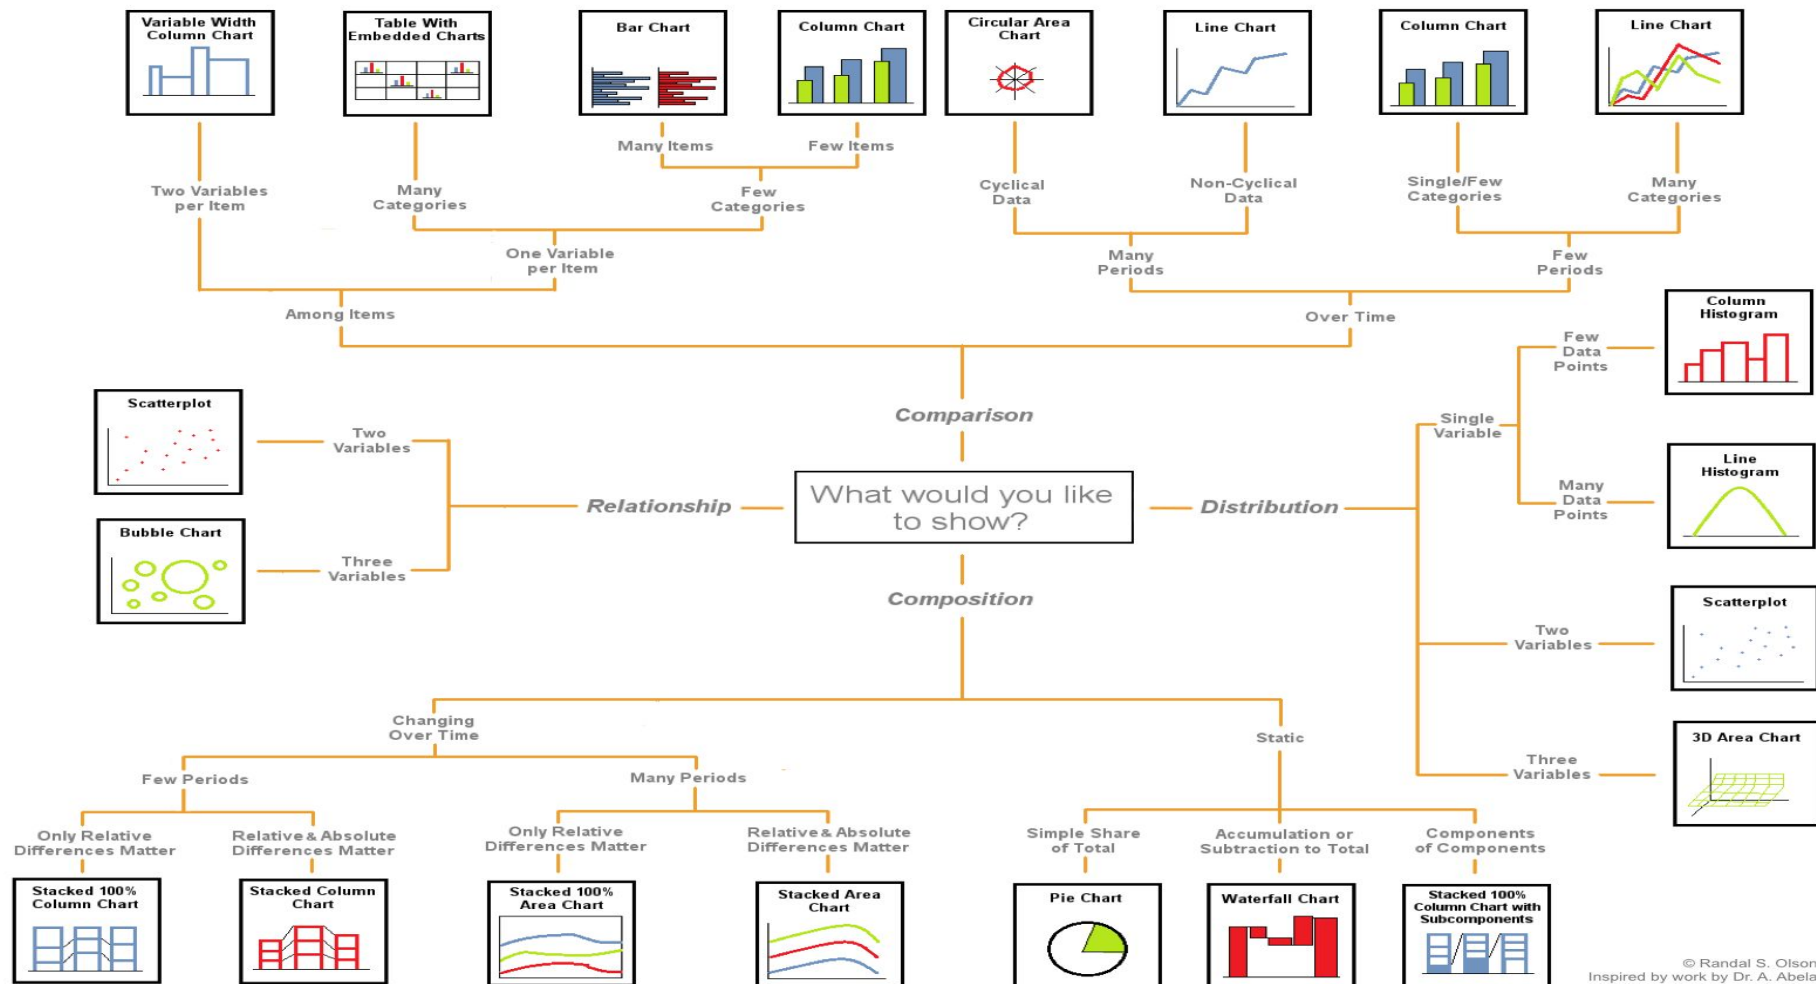 Variable Width
Column Chart
Table With
Embedded Charts
Bar Chart
Column Chart
Circular Area
Chart
Line Chart
Column Chart
Line Chart
Many Items
Few Items
Two Variables
per Item
Many
Categories
Few
Categories
Cyclical
Data
Non-Cyclical
Data
Single/Few
Categories
Many
Categories
One Variable
per Item
Many
Periods
Few
Periods
Among Items
Over Time
Column
Histogram
Few
Data
Points
Scatterplot
Two
Variables
Comparison
Single
Variable
Line
Histogram
Many
Data
Points
What would you like
to show?
Relationship
Distribution
Bubble Chart
Three
Variables
Composition
Scatterplot
Two
Variables
Changing
Over Time
Static
3D Area Chart
Three
Variables
Few Periods
Many Periods
Only Relative
Differences Matter
Relative & Absolute
Differences Matter
Only Relative
Differences Matter
Relative & Absolute
Differences Matter
Simple Share
of Total
Accumulation or
Subtraction to Total
Components
of Components
Stacked 100%
Column Chart
Stacked Column
Chart
Stacked 100%
Area Chart
Stacked Area
Chart
Pie Chart
Waterfall Chart
Stacked 100%
Column Chart with
Subcomponents
© Randal S. Olson
Inspired by work by Dr. A. Abela